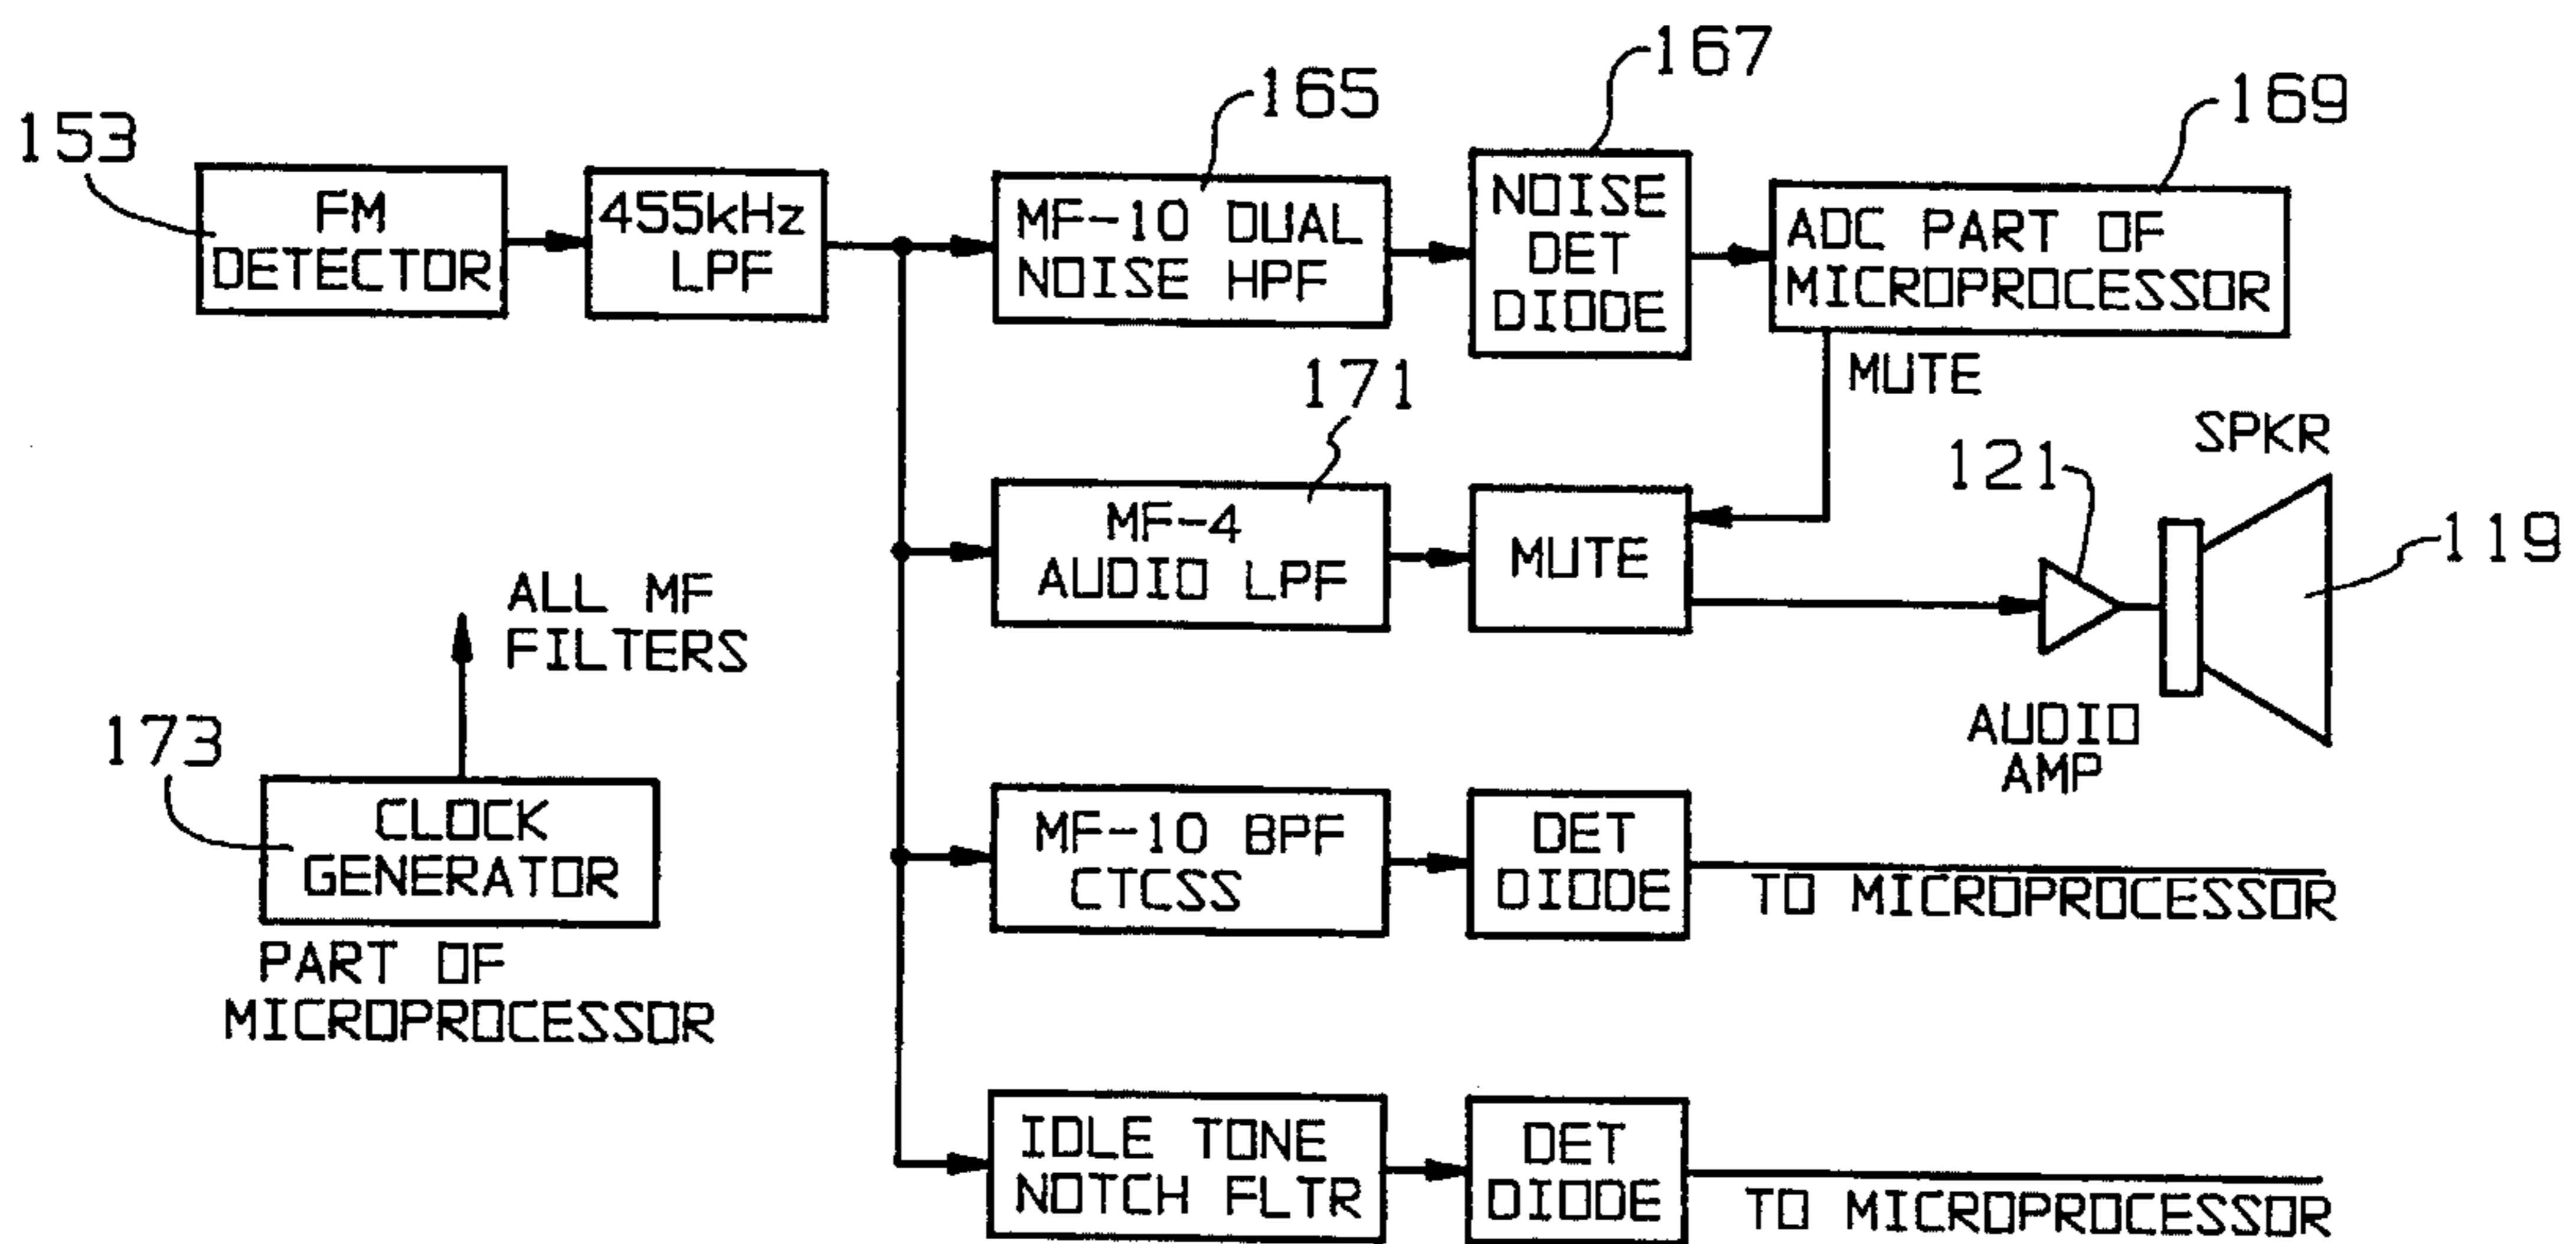 153
FM
DETECTOR
455kHz
LPF
165
MF-10 DUAL
NOISE HPF
167
NOISE
DET
DIODE
169
ADC PART OF
MICROPROCESSOR
MUTE
171
MF-4
AUDIO LPF
MUTE
121
SPKR
119
AUDIO
AMP
ALL MF
FILTERS
173
CLOCK
GENERATOR
PART OF
MICROPROCESSOR
MF-10 BPF
CTCSS
DET
DIODE
TO MICROPROCESSOR
IDLE TONE
NOTCH FLTR
DET
DIODE
TO MICROPROCESSOR